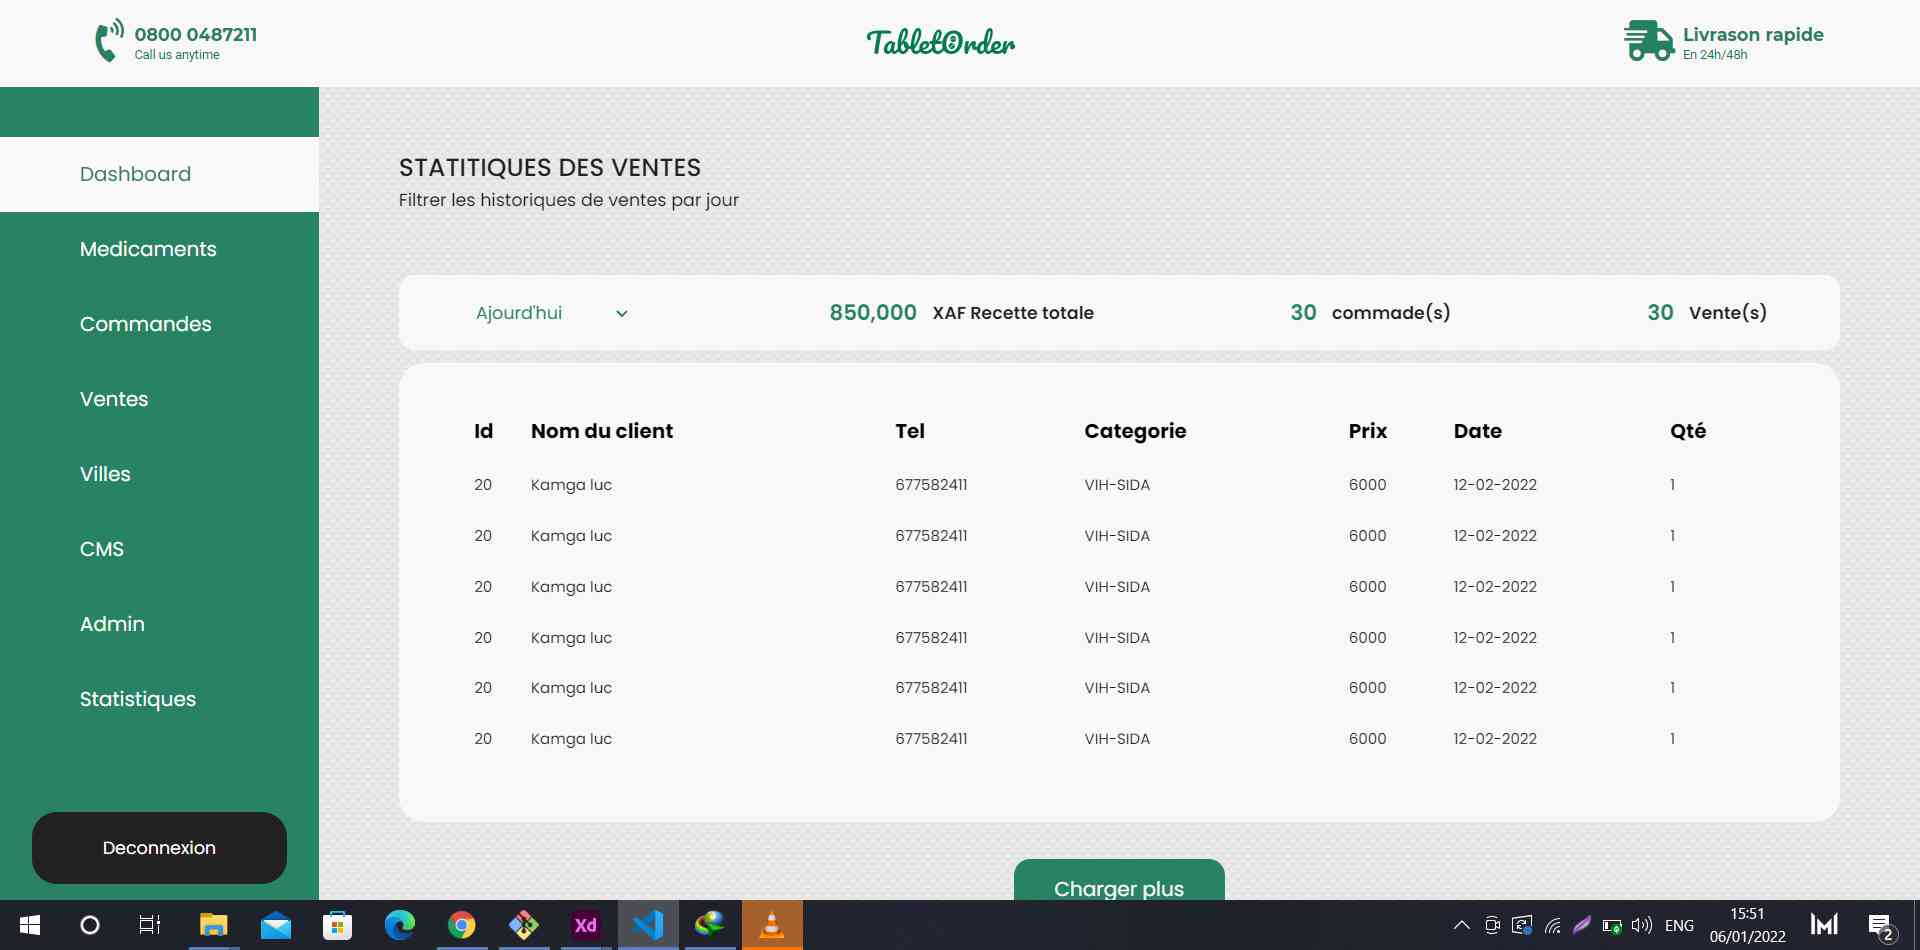 0800 0487211
Call us anytime
TabletOrder
Livrason rapide
En 24h/48h
Dashboard
Medicaments
Commandes
Ventes
Villes
CMS
Admin
Statistiques
Deconnexion
STATITIQUES DES VENTES
Filtrer les historiques de ventes par jour
Ajourd'hui 850,000 XAF Recette totale 30 commade(s) 30 Vente(s)
Id Nom du client Tel Categorie Prix Date Qté
20 Kamga luc 677582411 VIH-SIDA 6000 12-02-2022 1
20 Kamga luc 677582411 VIH-SIDA 6000 12-02-2022 1
20 Kamga luc 677582411 VIH-SIDA 6000 12-02-2022 1
20 Kamga luc 677582411 VIH-SIDA 6000 12-02-2022 1
20 Kamga luc 677582411 VIH-SIDA 6000 12-02-2022 1
20 Kamga luc 677582411 VIH-SIDA 6000 12-02-2022 1
Charger plus
Xd
ENG
15:51
06/01/2022
2